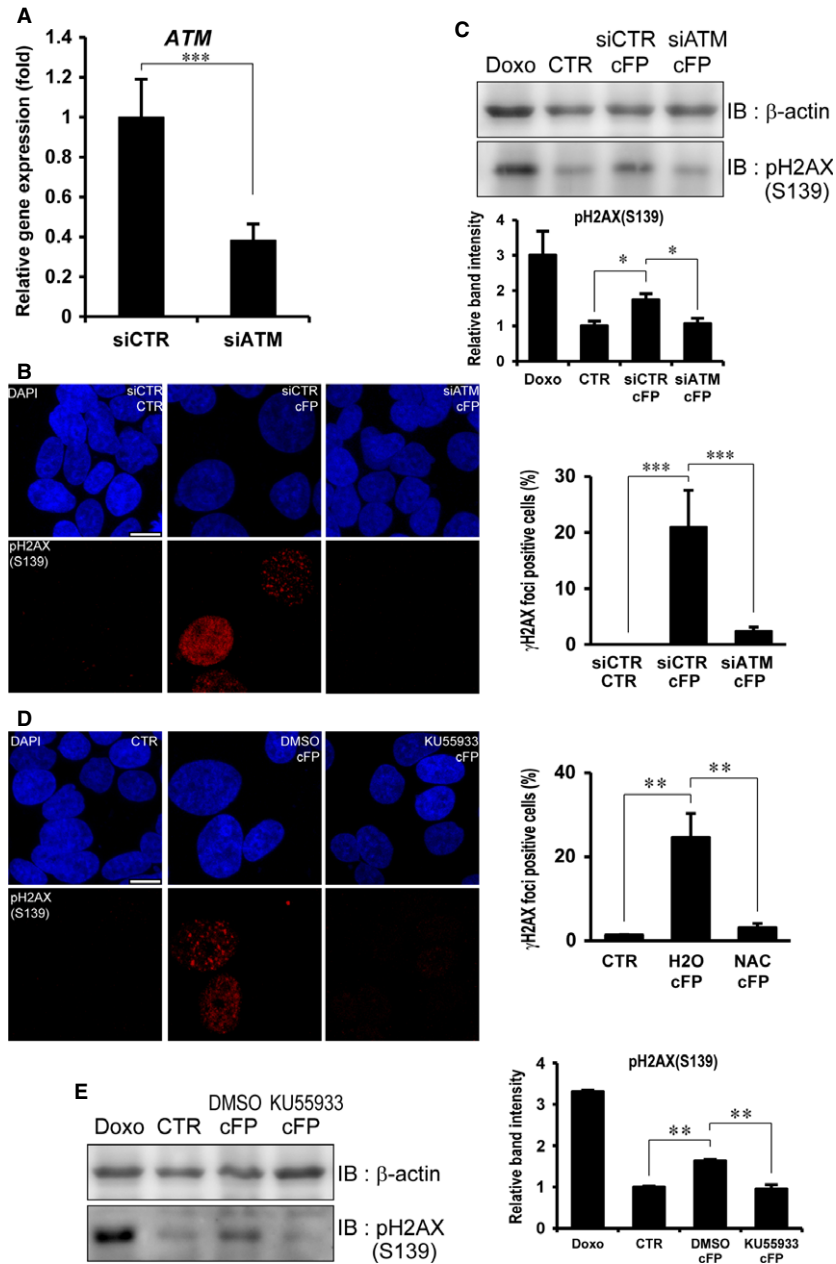 A
ATM
***
Relative gene expression (fold)
1.4
1.2
1
0.8
0.6
0.4
0.2
0
siCTR siATM
C
siCTR siATM
Doxo CTR cFP cFP
IB : β-actin
IB : pH2AX
(S139)
pH2AX(S139)
Relative band intensity
4
3
2
1
0
* *
Doxo CTR siCTR siATM
cFP cFP
B
DAPI siCTR
CTR
siCTR
cFP
siATM
cFP
pH2AX
(S139)
γH2AX foci positive cells (%)
30
20
10
0
*** ***
siCTR siCTR siATM
CTR cFP cFP
D
DAPI CTR
DMSO
cFP
KU55933
cFP
pH2AX
(S139)
γH2AX foci positive cells (%)
40
20
0
** **
CTR H2O NAC
cFP cFP
E
DMSO KU55933
Doxo CTR cFP cFP
IB : β-actin
IB : pH2AX
(S139)
pH2AX(S139)
Relative band intensity
4
3
2
1
0
** **
Doxo CTR DMSO KU55933
cFP cFP